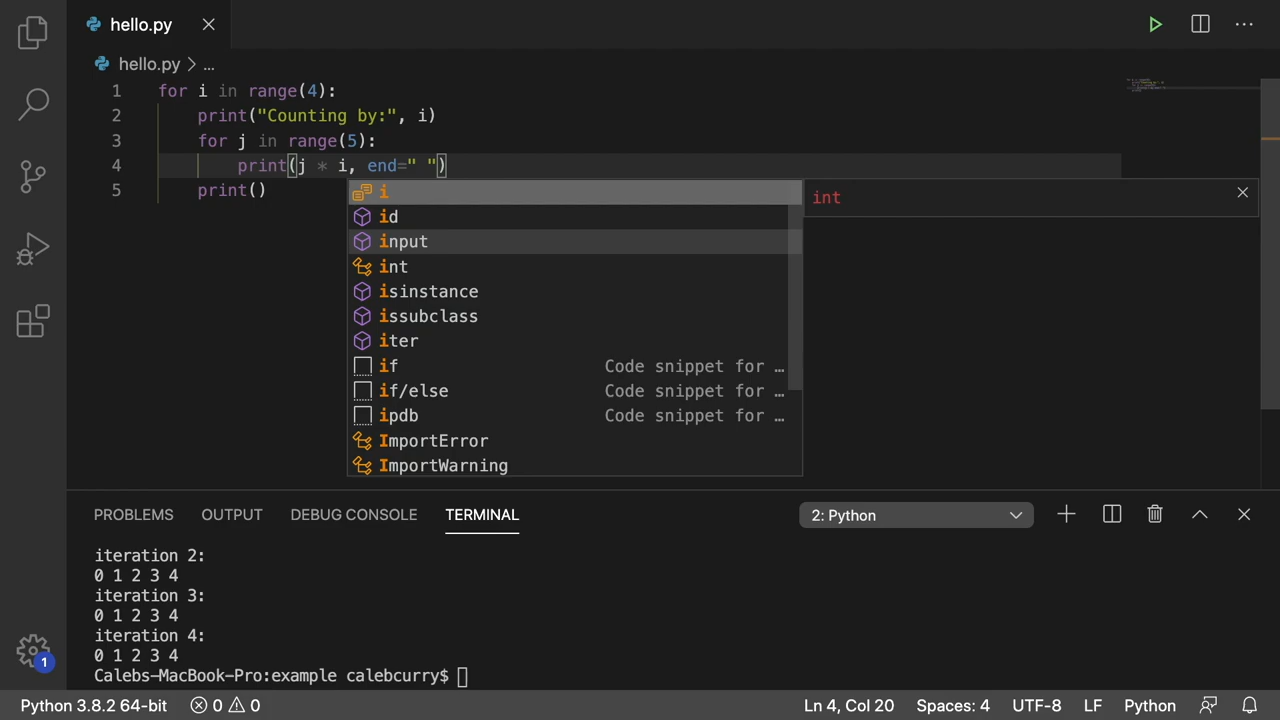 hello.py
hello.py > ...
1 for i in range(4):
2 print("Counting by:", i)
3 for j in range(5):
4 print(j * i, end=" ")
5 print()
i
int
id
input
int
isinstance
issubclass
iter
if Code snippet for …
if/else Code snippet for …
ipdb Code snippet for …
ImportError
ImportWarning
PROBLEMS OUTPUT DEBUG CONSOLE TERMINAL 2: Python
iteration 2:
0 1 2 3 4
iteration 3:
0 1 2 3 4
iteration 4:
0 1 2 3 4
Calebs-MacBook-Pro:example calebcurry$
1
Python 3.8.2 64-bit 0 0 Ln 4, Col 20 Spaces: 4 UTF-8 LF Python